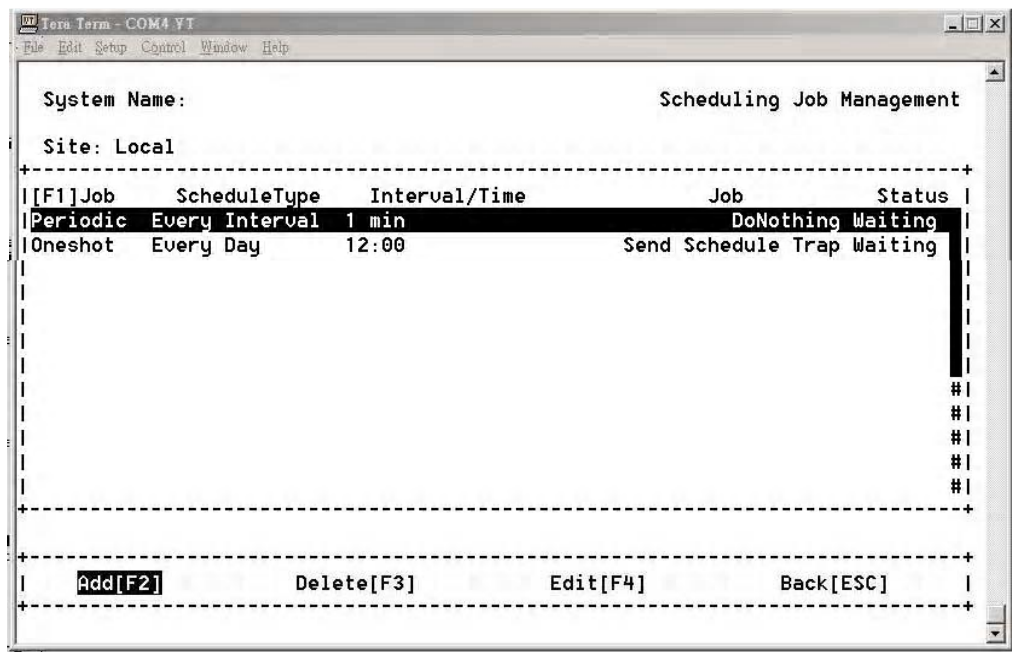 Tera Term - COM4 VT
File Edit Setup Control Window Help
System Name: Scheduling Job Management
Site: Local
[F1]Job ScheduleType Interval/Time Job Status
Periodic Every Interval 1 min DoNothing Waiting
Oneshot Every Day 12:00 Send Schedule Trap Waiting
#
#
#
#
#
Add[F2] Delete[F3] Edit[F4] Back[ESC]